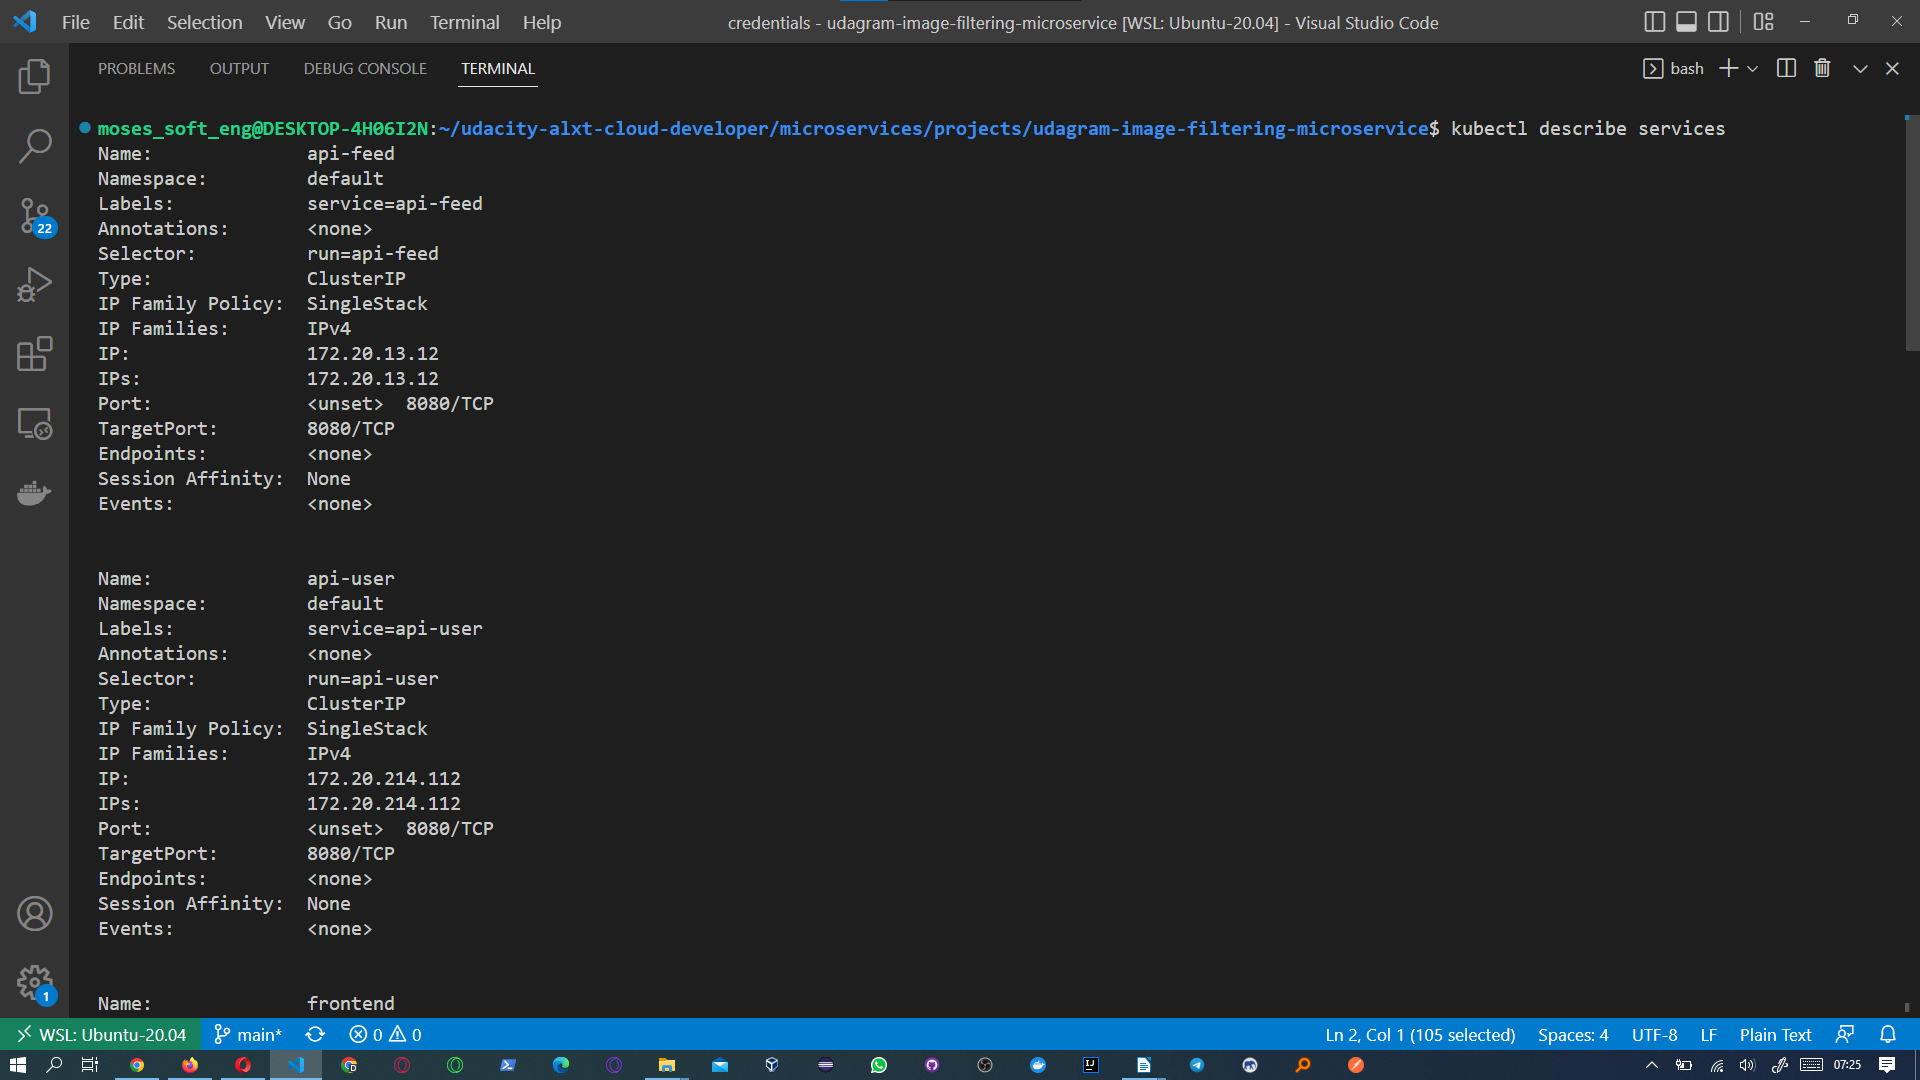 File Edit Selection View Go Run Terminal Help credentials - udagram-image-filtering-microservice [WSL: Ubuntu-20.04] - Visual Studio Code
PROBLEMS OUTPUT DEBUG CONSOLE TERMINAL bash
moses_soft_eng@DESKTOP-4H06I2N:~/udacity-alxt-cloud-developer/microservices/projects/udagram-image-filtering-microservice$ kubectl describe services
Name: api-feed
Namespace: default
Labels: service=api-feed
Annotations: <none>
Selector: run=api-feed
Type: ClusterIP
IP Family Policy: SingleStack
IP Families: IPv4
IP: 172.20.13.12
IPs: 172.20.13.12
Port: <unset> 8080/TCP
TargetPort: 8080/TCP
Endpoints: <none>
Session Affinity: None
Events: <none>
Name: api-user
Namespace: default
Labels: service=api-user
Annotations: <none>
Selector: run=api-user
Type: ClusterIP
IP Family Policy: SingleStack
IP Families: IPv4
IP: 172.20.214.112
IPs: 172.20.214.112
Port: <unset> 8080/TCP
TargetPort: 8080/TCP
Endpoints: <none>
Session Affinity: None
Events: <none>
Name: frontend
22
1
WSL: Ubuntu-20.04 main* 0 0 Ln 2, Col 1 (105 selected) Spaces: 4 UTF-8 LF Plain Text
07:25